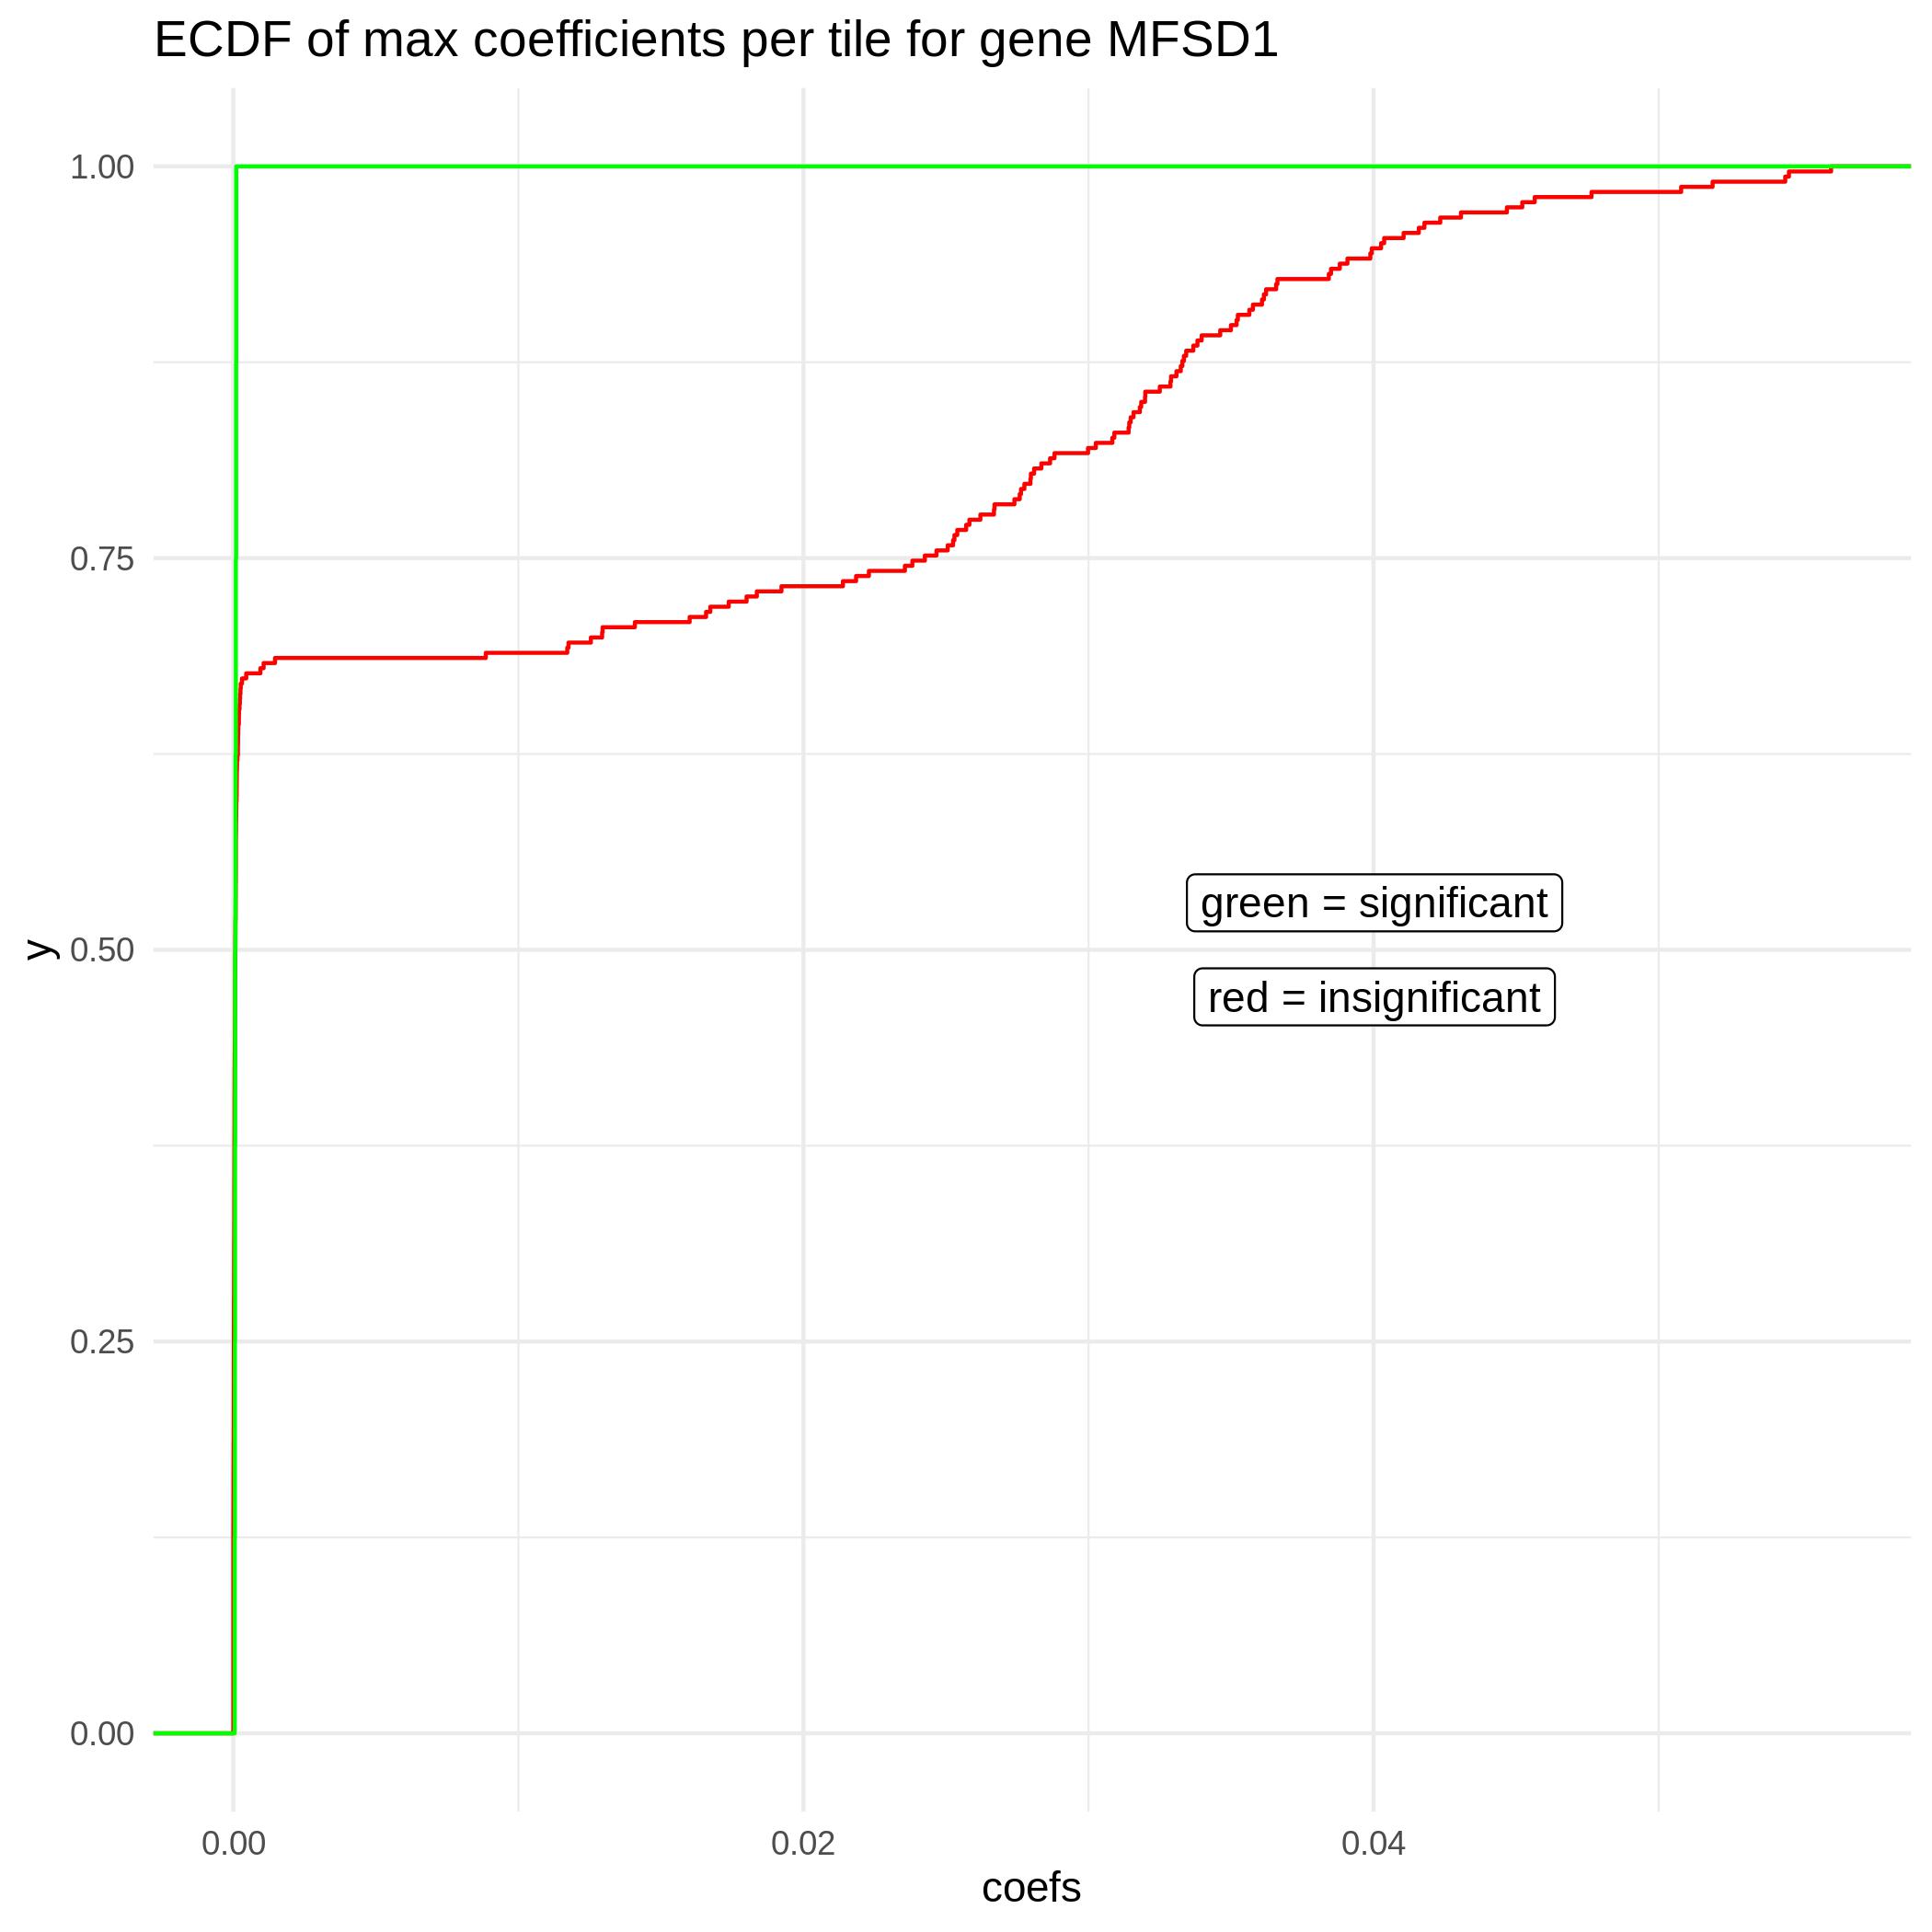 ECDF of max coefficients per tile for gene MFSD1
1.00
0.75
0.50
0.25
0.00
y
green = significant
red = insignificant
0.00
0.02
0.04
coefs